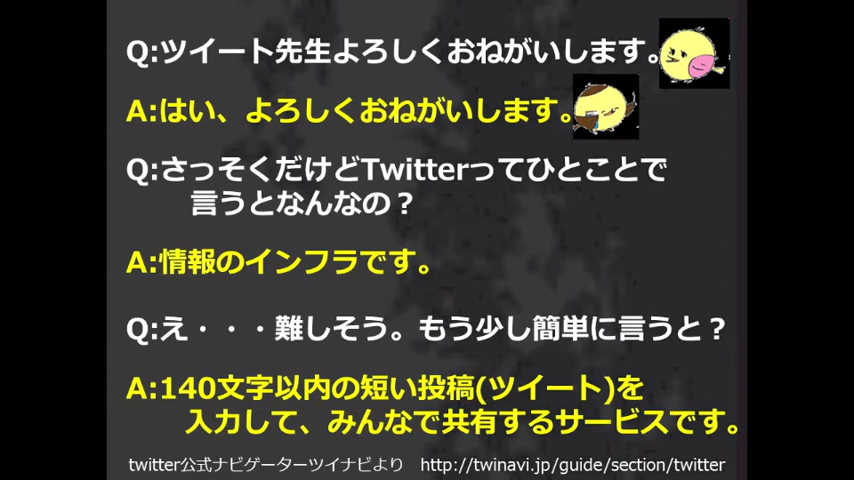 Q:ツイート先生よろしくおねがいします。
A:はい、よろしくおねがいします。
Q:さっそくだけどTwitterってひとことで
言うとなんなの？
A:情報のインフラです。
Q:え・・・難しそう。もう少し簡単に言うと？
A:140文字以内の短い投稿(ツイート)を
入力して、みんなで共有するサービスです。
twitter公式ナビゲーターツイナビより　http://twinavi.jp/guide/section/twitter